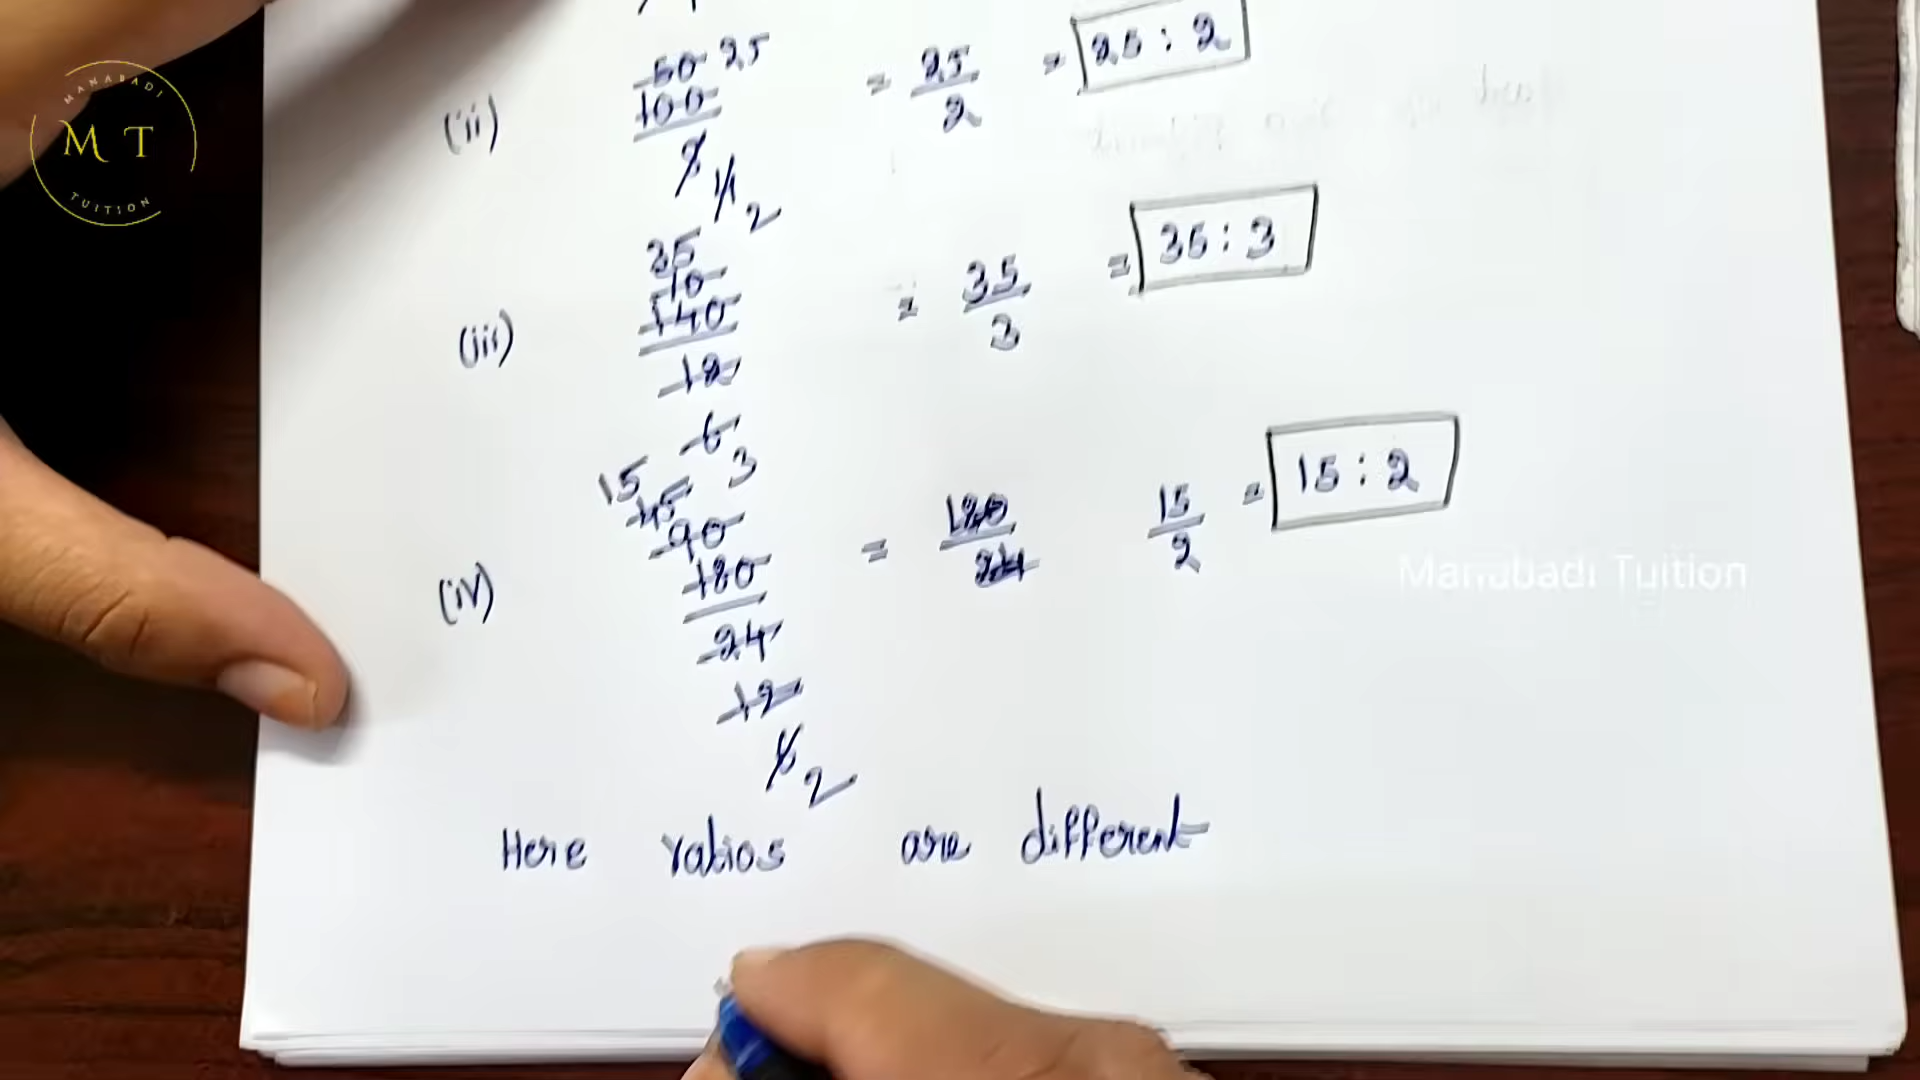 MANABADI
M T
TUITION
50 25
100
(ii)
8
4
2
= 25/2 = 25 : 2
35
70
140
(iii)
12
6
3
= 35/3 = 35 : 3
15
45
90
180
(iv)
24
12
6
2
= 180/24 15/2 = 15 : 2
Manabadi Tuition
Here ratios are different